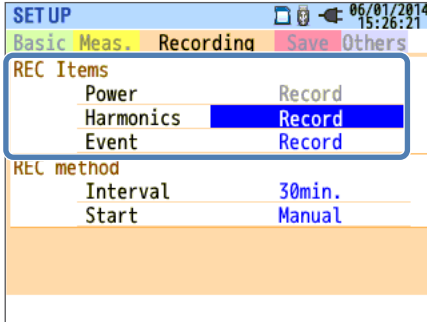 SET UP 06/01/2014
15:26:21
Basic Meas. Recording Save Others
REC Items
Power Record
Harmonics Record
Event Record
REC method
Interval 30min.
Start Manual